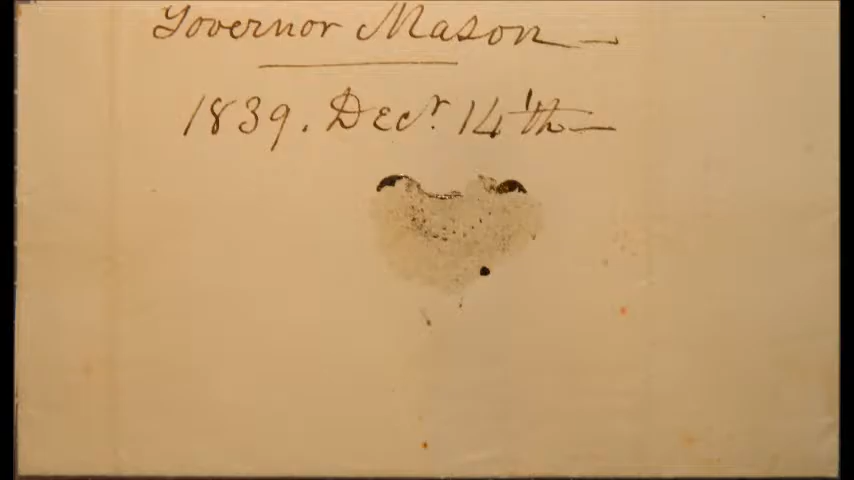 Governor Mason —
1839. Decr. 14th —